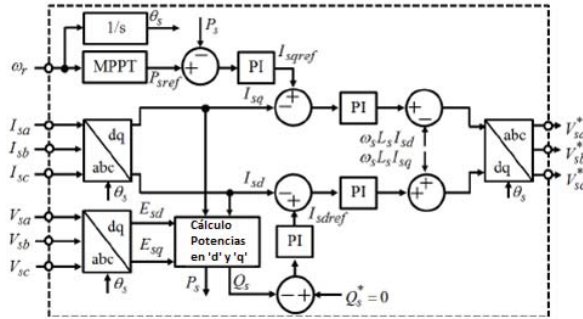 1/s
θs
Ps
ωr
MPPT
Psref
−
+
PI
Isqref
Isa
Isb
Isc
dq
abc
θs
Isq
−
+
PI
+
−
ωsLsIsd
ωsLsIsq
abc
dq
θs
Vsa*
Vsb*
Vsc*
Isd
−
+
PI
+
+
Isdref
PI
Vsa
Vsb
Vsc
dq
abc
θs
Esd
Esq
Cálculo
Potencias
en 'd' y 'q'
Ps
Qs
−
+
Qs* = 0